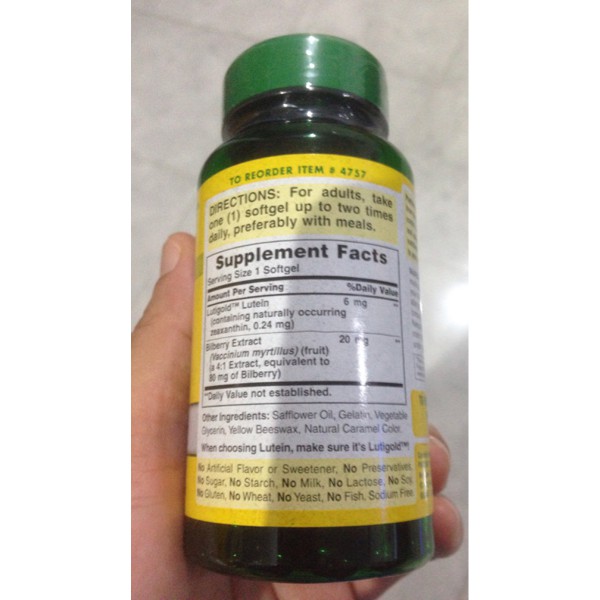 TO REORDER ITEM # 4757
DIRECTIONS: For adults, take
one (1) softgel up to two times
daily, preferably with meals.
Supplement Facts
Serving Size 1 Softgel
Amount Per Serving %Daily Value
Lutigold™ Lutein 6 mg **
(containing naturally occurring
zeaxanthin, 0.24 mg)
Bilberry Extract 20 mg **
(Vaccinium myrtillus) (fruit)
(a 4:1 Extract, equivalent to
80 mg of Bilberry)
**Daily Value not established.
Other Ingredients: Safflower Oil, Gelatin, Vegetable
Glycerin, Yellow Beeswax, Natural Caramel Color.
When choosing Lutein, make sure it's Lutigold™!
No Artificial Flavor or Sweetener, No Preservatives,
No Sugar, No Starch, No Milk, No Lactose, No Soy,
No Gluten, No Wheat, No Yeast, No Fish, Sodium Free.